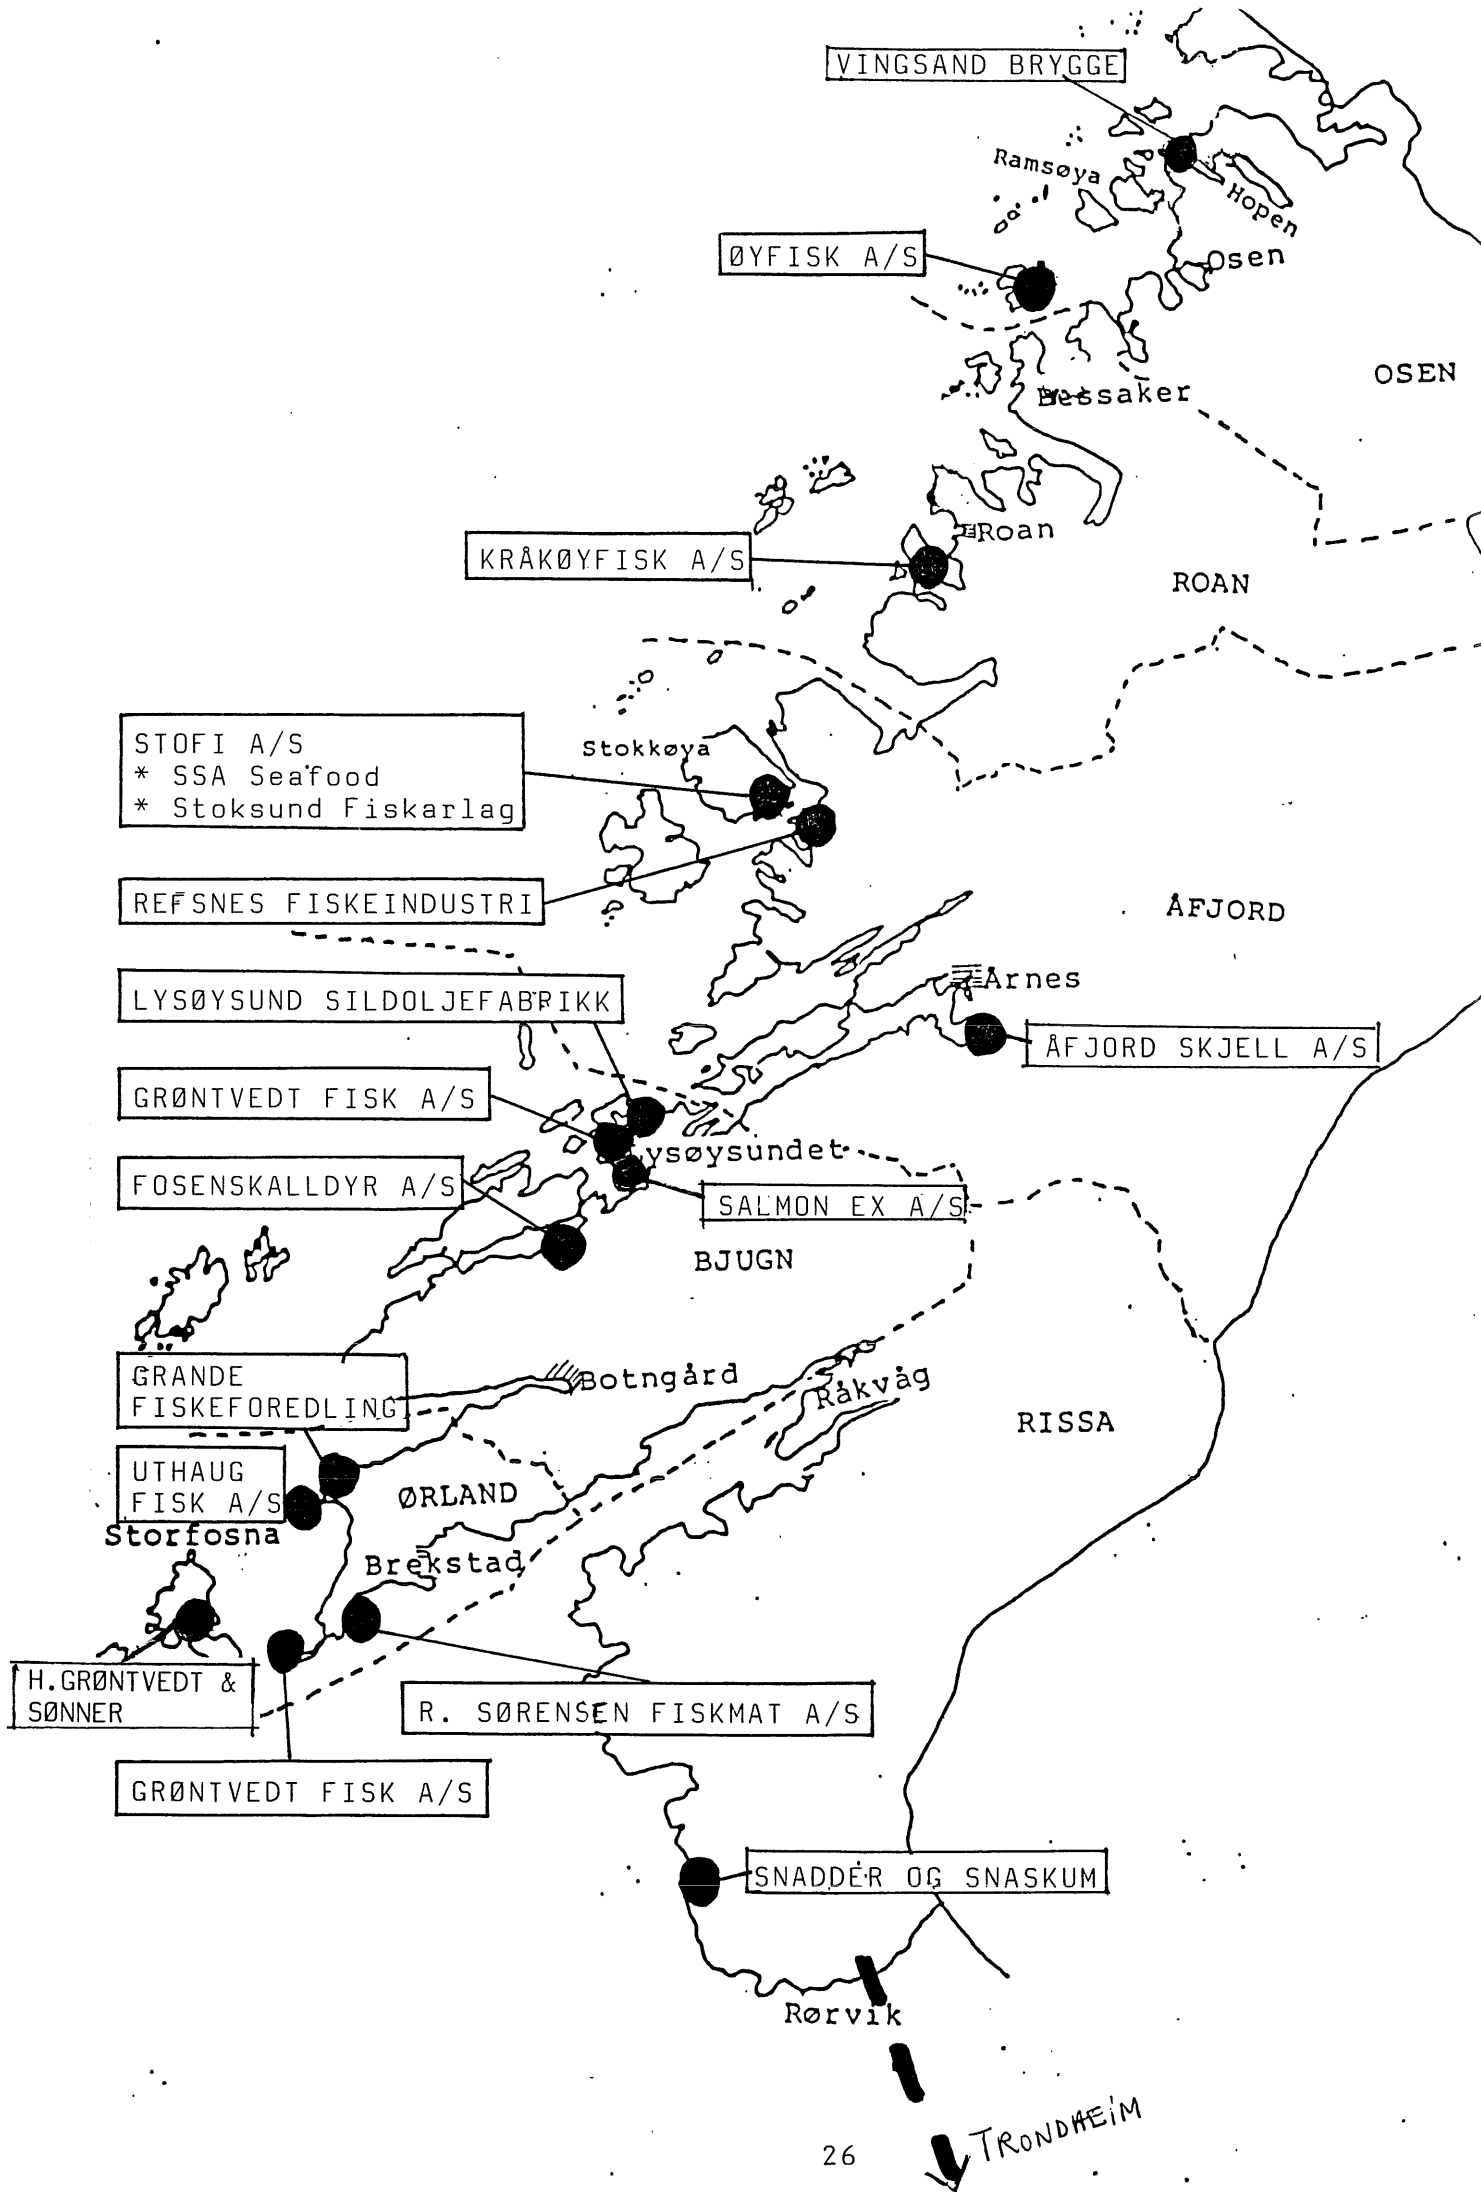 VINGSAND BRYGGE
Ramsøya
Hopen
ØYFISK A/S
Osen
OSEN
Bessaker
KRÅKØYFISK A/S
Roan
ROAN
STOFI A/S
* SSA Seafood
* Stoksund Fiskarlag
Stokkøya
REFSNES FISKEINDUSTRI
ÅFJORD
LYSØYSUND SILDOLJEFABRIKK
Årnes
ÅFJORD SKJELL A/S
GRØNTVEDT FISK A/S
ysøysundet
FOSENSKALLDYR A/S
SALMON EX A/S
BJUGN
GRANDE
FISKEFOREDLING
Botngård
Råkvåg
RISSA
UTHAUG
FISK A/S
ØRLAND
Storfosna
Brekstad
H.GRØNTVEDT &
SØNNER
R. SØRENSEN FISKMAT A/S
GRØNTVEDT FISK A/S
SNADDER OG SNASKUM
Rørvik
TRONDHEIM
26